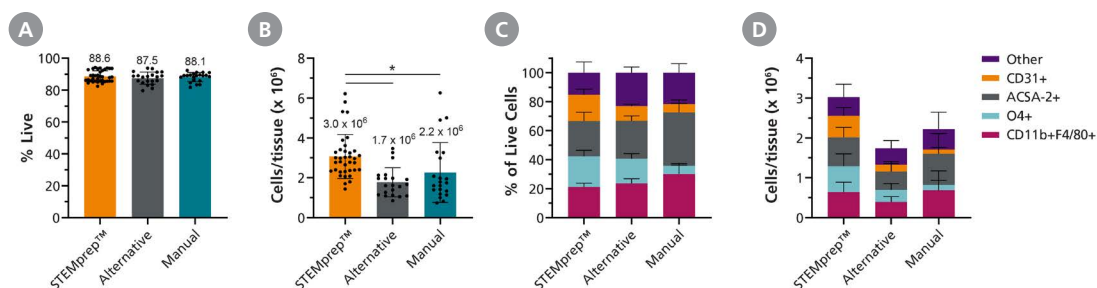 A
% Live
100
80
60
40
20
0
88.6
87.5
88.1
STEMprep™
Alternative
Manual
B
Cells/tissue (x 10⁶)
8
6
4
2
0
*
3.0 x 10⁶
1.7 x 10⁶
2.2 x 10⁶
STEMprep™
Alternative
Manual
C
% of Live Cells
100
80
60
40
20
0
STEMprep™
Alternative
Manual
D
Cells/tissue (x 10⁶)
4
3
2
1
0
STEMprep™
Alternative
Manual
Other
CD31+
ACSA-2+
O4+
CD11b+F4/80+